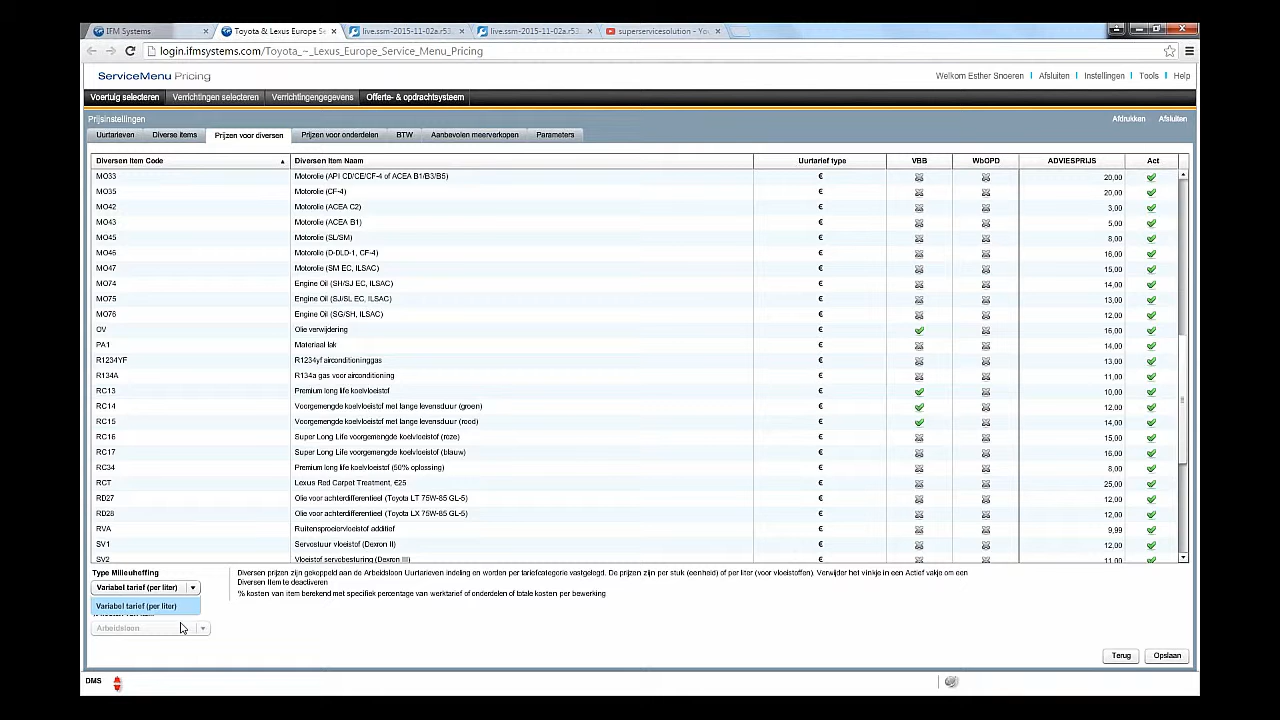 IFM Systems
Toyota & Lexus Europe Se
live.ssm-2015-11-02a.r53
live.ssm-2015-11-02a.r53
superservicesolution - Yo
login.ifmsystems.com/Toyota_~_Lexus_Europe_Service_Menu_Pricing
ServiceMenu Pricing
Welkom Esther Snoeren | Afsluiten | Instellingen | Tools | Help
Voertuig selecteren Verrichtingen selecteren Verrichtingengegevens Offerte- & opdrachtsysteem
Prijsinstellingen Afdrukken Afsluiten
Uurtarieven Diverse items Prijzen voor diversen Prijzen voor onderdelen BTW Aanbevolen meerverkopen Parameters
Diversen Item Code Diversen Item Naam Uurtarief type VBB WbOPD ADVIESPRIJS Act
MO33 Motorolie (API CD/CE/CF-4 of ACEA B1/B3/B5) € 20,00
MO35 Motorolie (CF-4) € 20,00
MO42 Motorolie (ACEA C2) € 3,00
MO43 Motorolie (ACEA B1) € 5,00
MO45 Motorolie (SL/SM) € 8,00
MO46 Motorolie (D-DLD-1, CF-4) € 16,00
MO47 Motorolie (SM EC, ILSAC) € 15,00
MO74 Engine Oil (SH/SJ EC, ILSAC) € 14,00
MO75 Engine Oil (SJ/SL EC, ILSAC) € 13,00
MO76 Engine Oil (SG/SH, ILSAC) € 12,00
OV Olie verwijdering € 16,00
PA1 Materiaal lak € 14,00
R1234YF R1234yf airconditioninggas € 13,00
R134A R134a gas voor airconditioning € 11,00
RC13 Premium long life koelvloeistof € 10,00
RC14 Voorgemengde koelvloeistof met lange levensduur (groen) € 12,00
RC15 Voorgemengde koelvloeistof met lange levensduur (rood) € 14,00
RC16 Super Long Life voorgemengde koelvloeistof (roze) € 15,00
RC17 Super Long Life voorgemengde koelvloeistof (blauw) € 16,00
RC34 Premium long life koelvloeistof (50% oplossing) € 8,00
RCT Lexus Red Carpet Treatment, €25 € 25,00
RD27 Olie voor achterdifferentieel (Toyota LT 75W-85 GL-5) € 12,00
RD28 Olie voor achterdifferentieel (Toyota LX 75W-85 GL-5) € 12,00
RVA Ruitensproeiervloeistof additief € 9,99
SV1 Servostuur vloeistof (Dexron II) € 12,00
SV2 Vloeistof servobesturing (Dexron III) € 11,00
Type Milieuheffing
Variabel tarief (per liter)
Variabel tarief (per liter)
Arbeidsloon
Diversen prijzen zijn gekoppeld aan de Arbeidsloon Uurtarieven indeling en worden per tariefcategorie vastgelegd. De prijzen zijn per stuk (eenheid) of per liter (voor vloeistoffen). Verwijder het vinkje in een Actief vakje om een
Diversen Item te deactiveren
% kosten van item berekend met specifiek percentage van werktarief of onderdelen of totale kosten per bewerking
Terug Opslaan
DMS